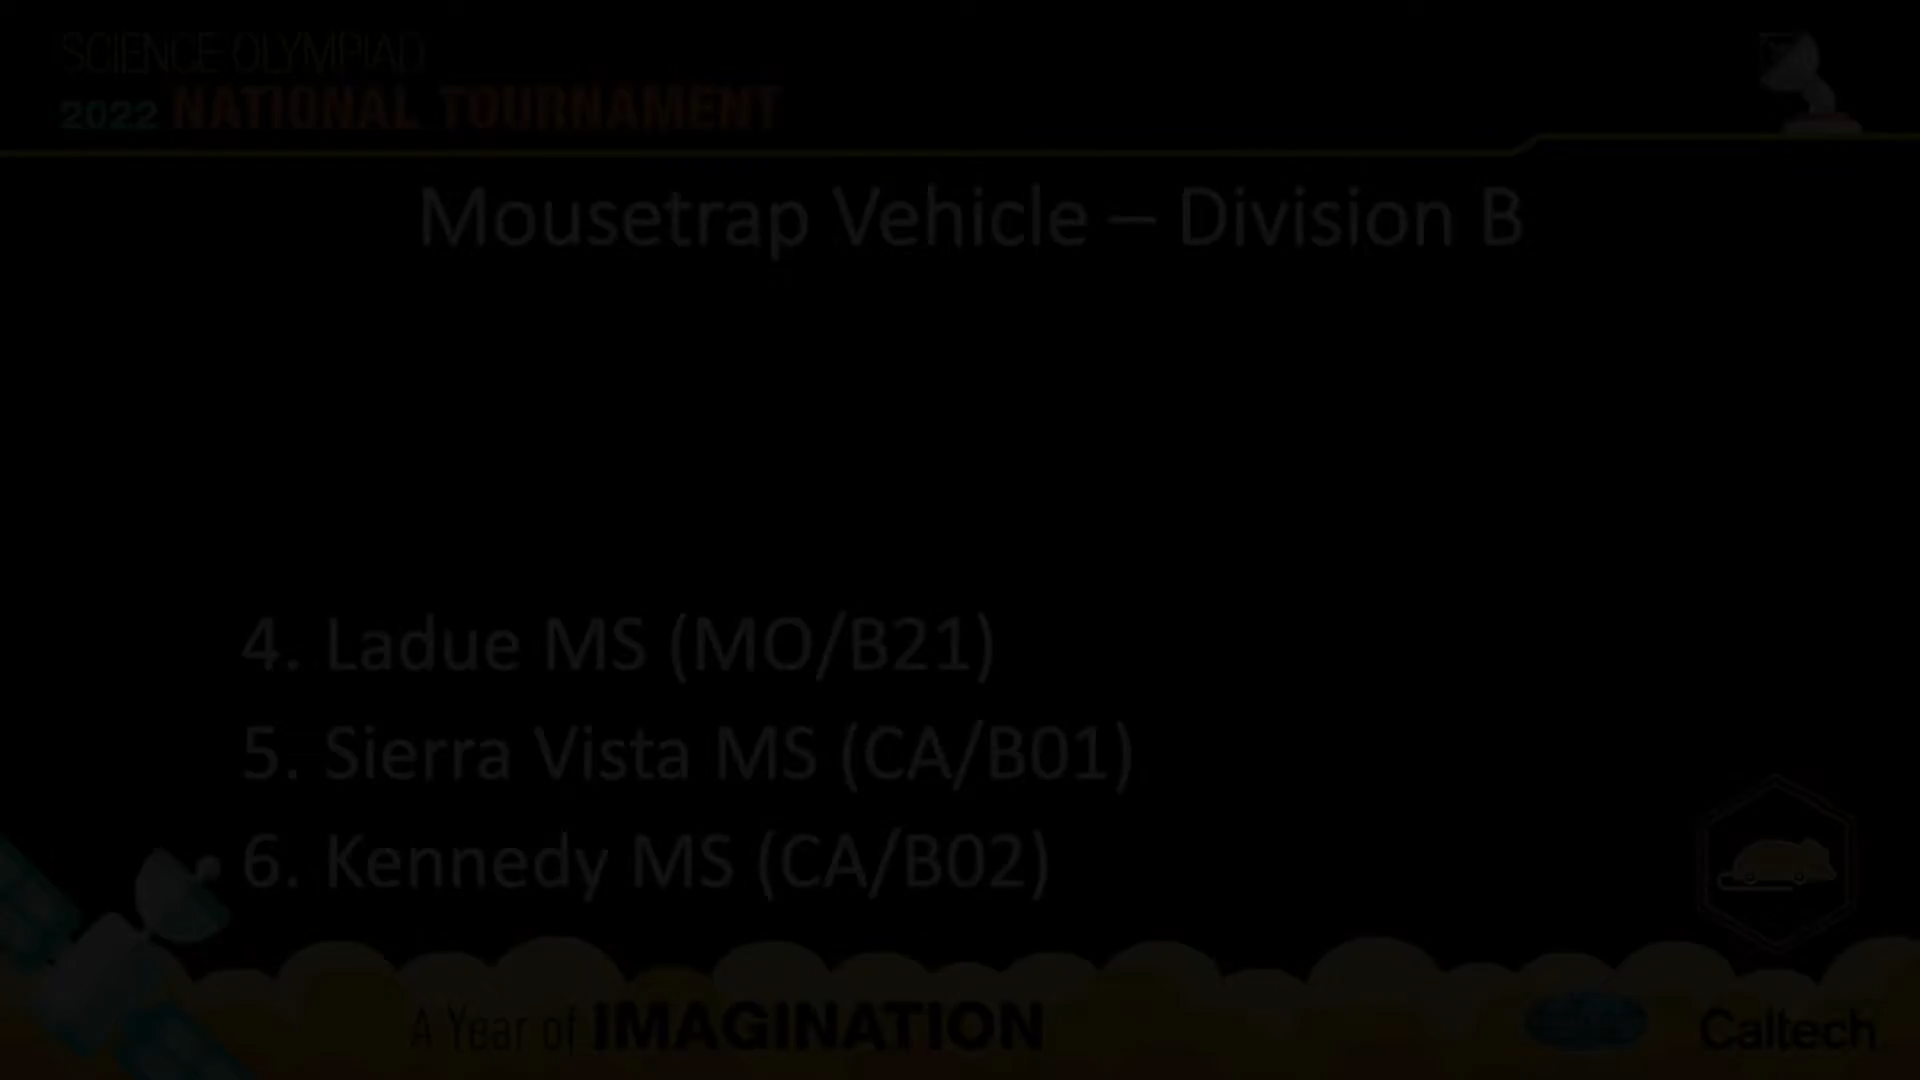 SCIENCE OLYMPIAD
2022 NATIONAL TOURNAMENT
Mousetrap Vehicle – Division B
4. Ladue MS (MO/B21)
5. Sierra Vista MS (CA/B01)
6. Kennedy MS (CA/B02)
A Year of IMAGINATION
Caltech